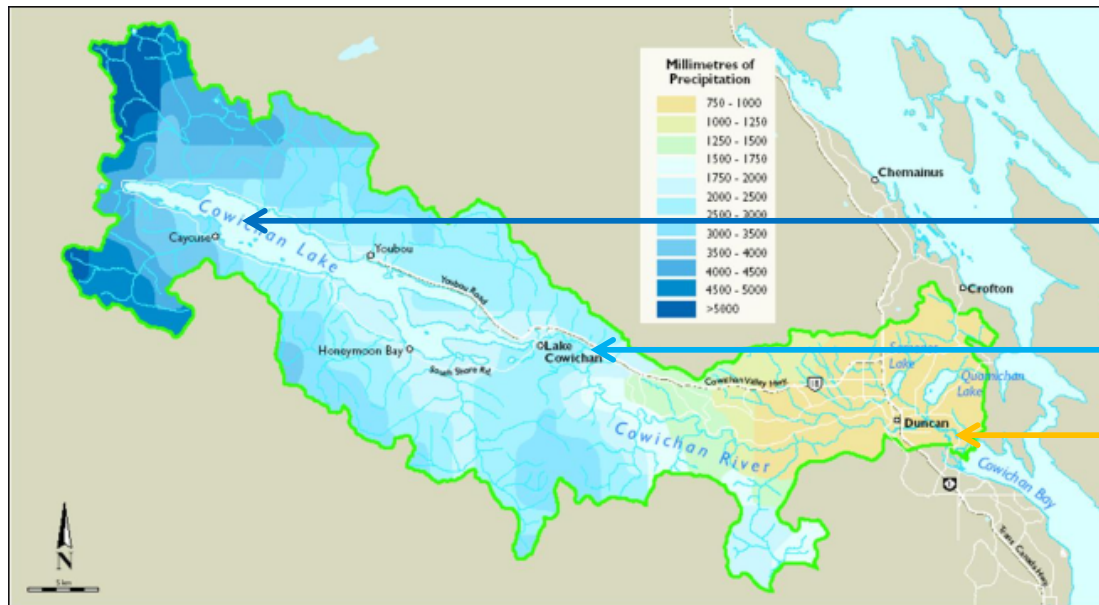 Millimetres of
Precipitation
750 - 1000
1000 - 1250
1250 - 1500
1500 - 1750
1750 - 2000
2000 - 2500
2500 - 3000
3000 - 3500
3500 - 4000
4000 - 4500
4500 - 5000
>5000
Chemainus
Cowichan Lake
Caycuse
Youbou
Youbou Road
Crofton
Honeymoon Bay
Lake
Cowichan
South Shore Rd.
Cowichan Valley Hwy.
18
Lake
Quamichan
Lake
Duncan
Cowichan River
Cowichan Bay
1
Trans Canada Hwy.
N
5 km